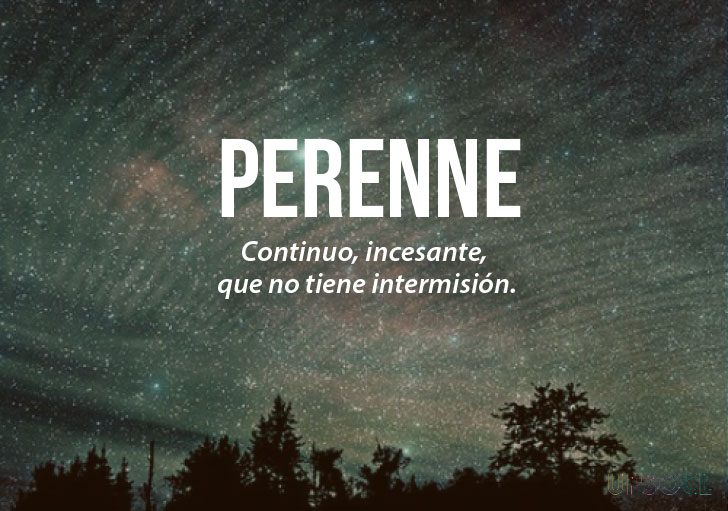 PERENNE
Continuo, incesante,
que no tiene intermisión.